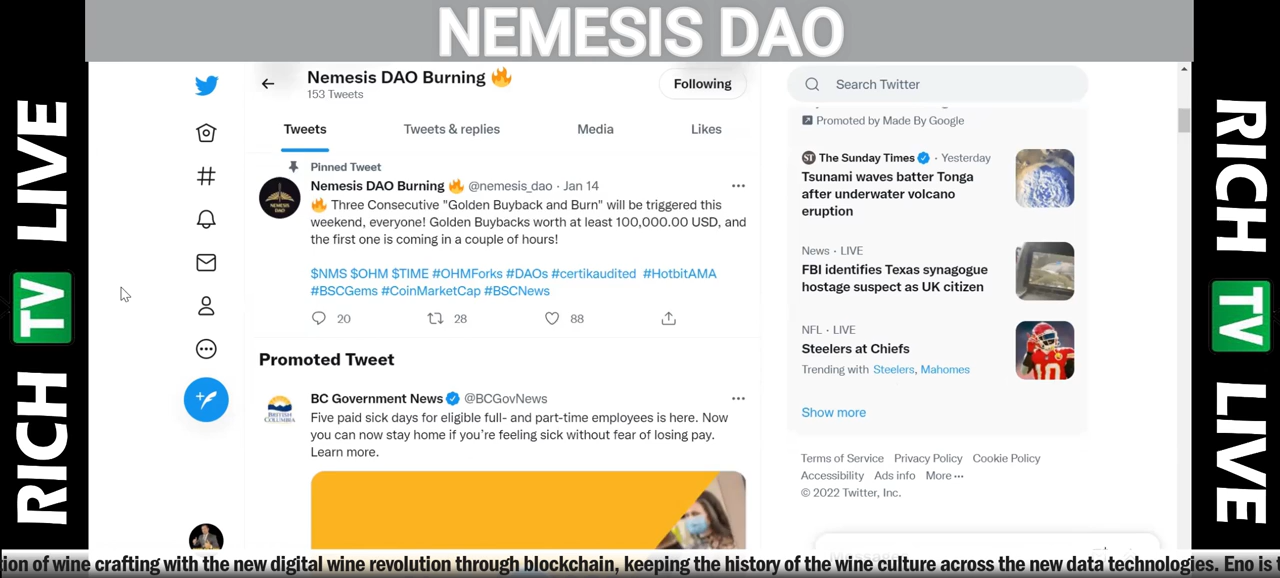 NEMESIS DAO
RICH TV LIVE
RICH TV LIVE
Nemesis DAO Burning 🔥
153 Tweets
Following
Tweets
Tweets & replies
Media
Likes
Pinned Tweet
Nemesis DAO Burning 🔥 @nemesis_dao · Jan 14
🔥 Three Consecutive "Golden Buyback and Burn" will be triggered this
weekend, everyone! Golden Buybacks worth at least 100,000.00 USD, and
the first one is coming in a couple of hours!
$NMS $OHM $TIME #OHMForks #DAOs #certikaudited #HotbitAMA
#BSCGems #CoinMarketCap #BSCNews
20
28
88
Promoted Tweet
BC Government News @BCGovNews
BRITISH
COLUMBIA
Five paid sick days for eligible full- and part-time employees is here. Now
you can now stay home if you're feeling sick without fear of losing pay.
Learn more.
Search Twitter
Promoted by Made By Google
ST The Sunday Times · Yesterday
Tsunami waves batter Tonga
after underwater volcano
eruption
News · LIVE
FBI identifies Texas synagogue
hostage suspect as UK citizen
NFL · LIVE
Steelers at Chiefs
Trending with Steelers, Mahomes
Show more
Terms of Service Privacy Policy Cookie Policy
Accessibility Ads info More ···
© 2022 Twitter, Inc.
NEMESIS
DAO
tion of wine crafting with the new digital wine revolution through blockchain, keeping the history of the wine culture across the new data technologies. Eno is